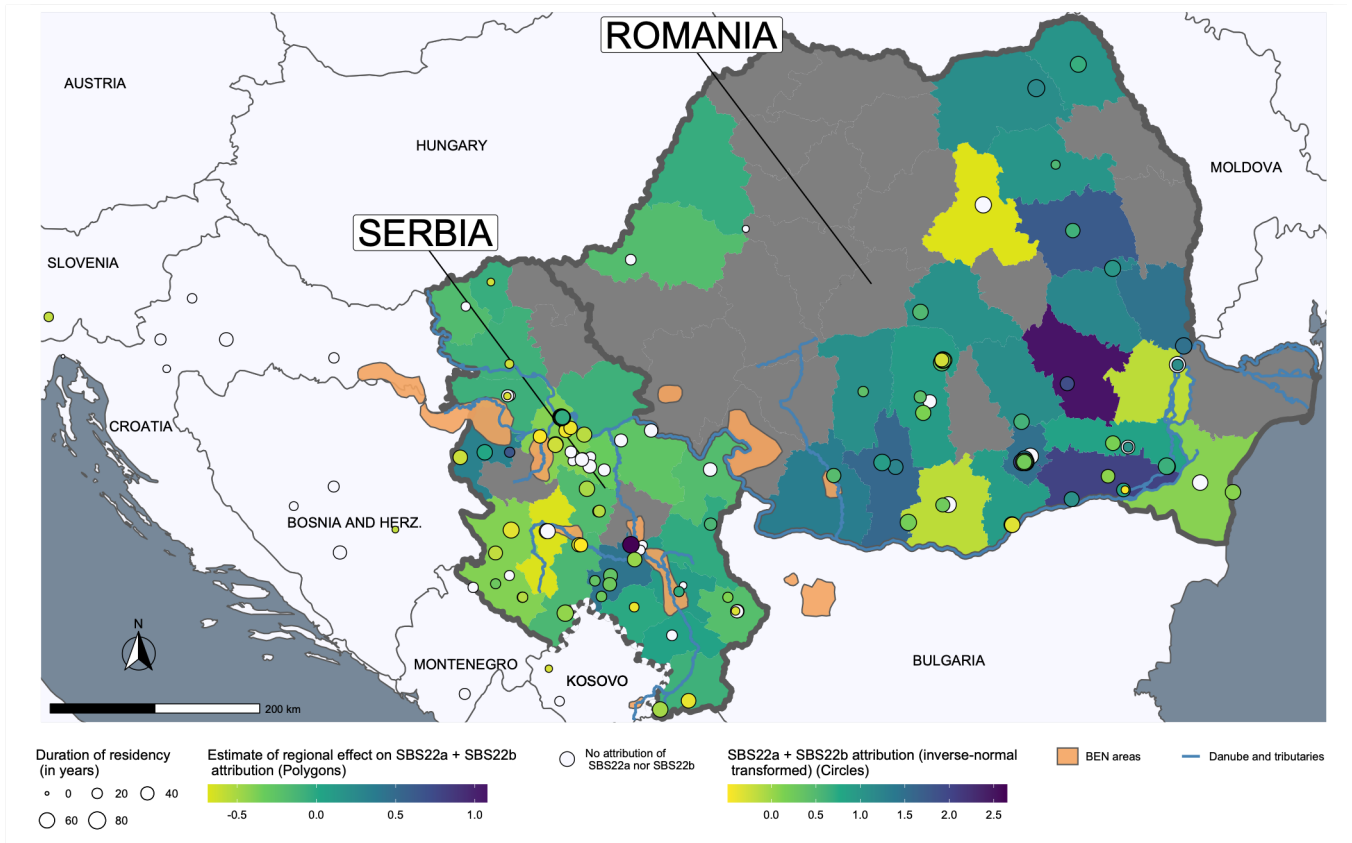 ROMANIA
AUSTRIA
HUNGARY
MOLDOVA
SERBIA
SLOVENIA
CROATIA
BOSNIA AND HERZ.
N
MONTENEGRO
KOSOVO
BULGARIA
200 km
Duration of residency
(in years)
0
20
40
60
80
Estimate of regional effect on SBS22a + SBS22b
attribution (Polygons)
-0.5
0.0
0.5
1.0
No attribution of
SBS22a nor SBS22b
SBS22a + SBS22b attribution (inverse-normal
transformed) (Circles)
0.0
0.5
1.0
1.5
2.0
2.5
BEN areas
Danube and tributaries